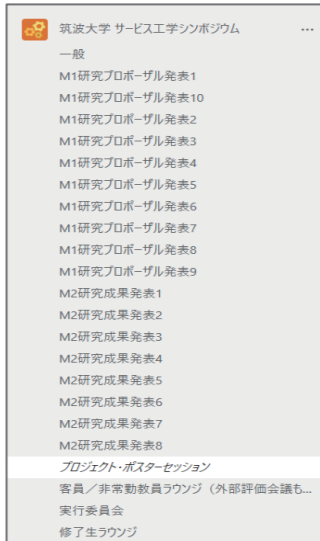 筑波大学 サービス工学シンポジウム ...
一般
M1研究プロポーザル発表1
M1研究プロポーザル発表10
M1研究プロポーザル発表2
M1研究プロポーザル発表3
M1研究プロポーザル発表4
M1研究プロポーザル発表5
M1研究プロポーザル発表6
M1研究プロポーザル発表7
M1研究プロポーザル発表8
M1研究プロポーザル発表9
M2研究成果発表1
M2研究成果発表2
M2研究成果発表3
M2研究成果発表4
M2研究成果発表5
M2研究成果発表6
M2研究成果発表7
M2研究成果発表8
プロジェクト・ポスターセッション
客員／非常勤教員ラウンジ（外部評価会議も...
実行委員会
修了生ラウンジ